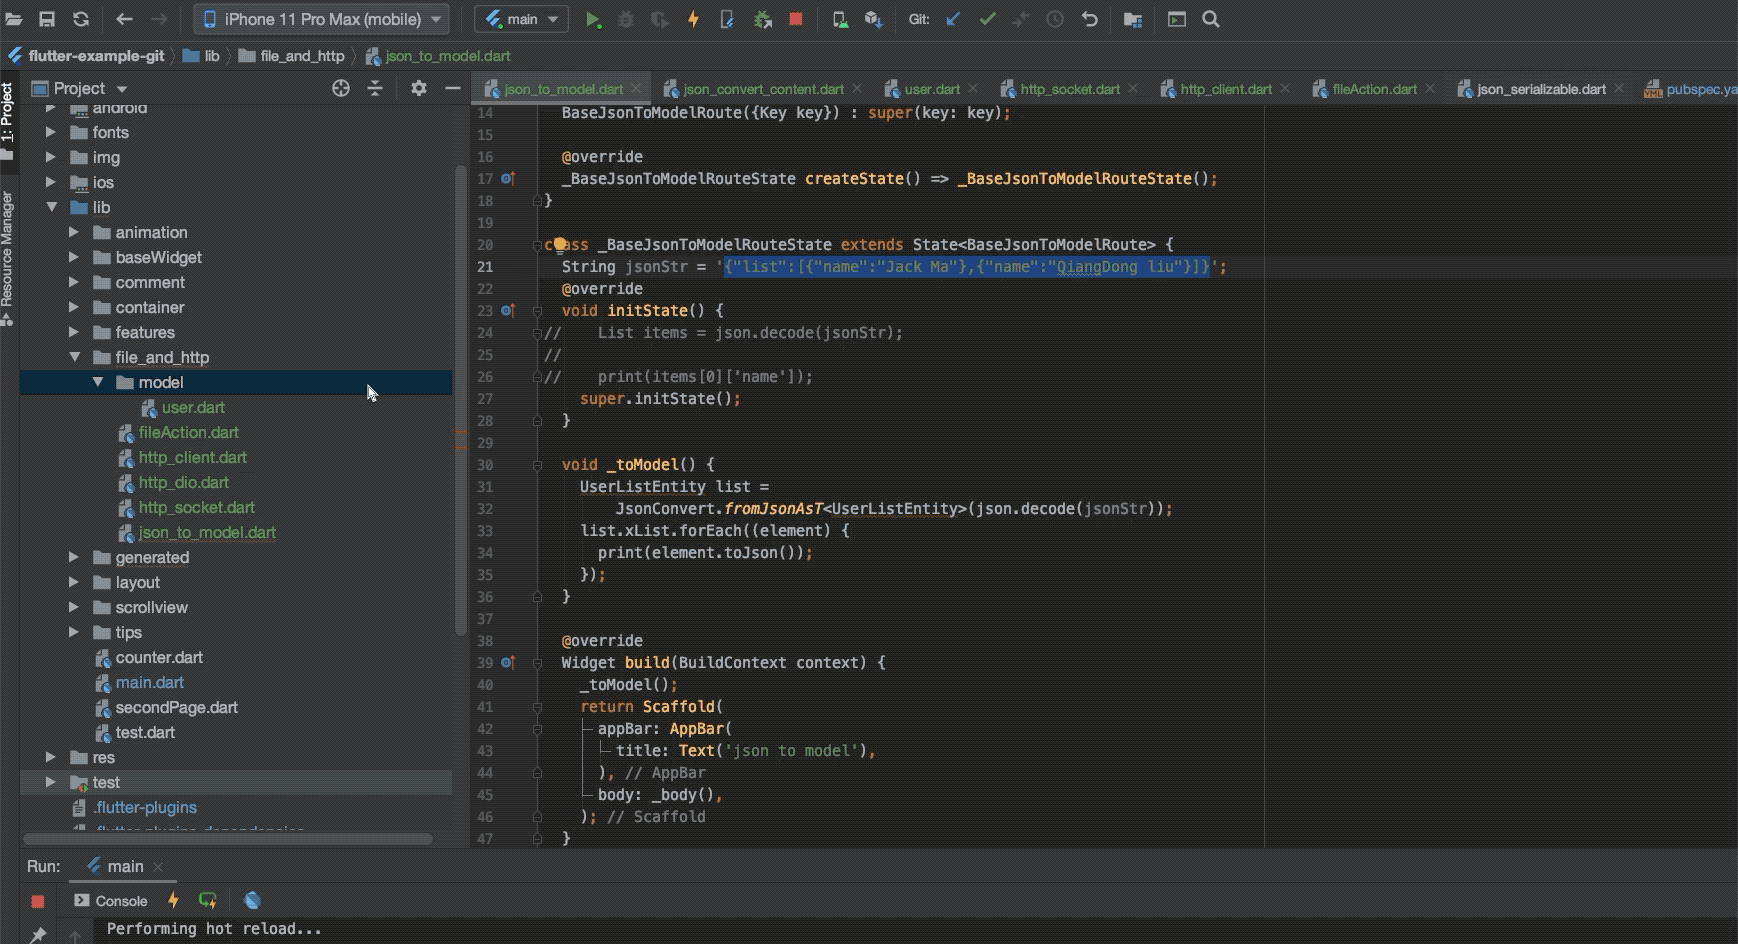 iPhone 11 Pro Max (mobile)
main
Git:
flutter-example-git
lib
file_and_http
json_to_model.dart
1: Project
Resource Manager
Project
android
fonts
img
ios
lib
animation
baseWidget
comment
container
features
file_and_http
model
user.dart
fileAction.dart
http_client.dart
http_dio.dart
http_socket.dart
json_to_model.dart
generated
layout
scrollview
tips
counter.dart
main.dart
secondPage.dart
test.dart
res
test
.flutter-plugins
.flutter-plugins-dependencies
json_to_model.dart
json_convert_content.dart
user.dart
http_socket.dart
http_client.dart
fileAction.dart
json_serializable.dart
pubspec.ya
14 BaseJsonToModelRoute({Key key}) : super(key: key);
15
16 @override
17 _BaseJsonToModelRouteState createState() => _BaseJsonToModelRouteState();
18 }
19
20 class _BaseJsonToModelRouteState extends State<BaseJsonToModelRoute> {
21 String jsonStr = '{"list":[{"name":"Jack Ma"},{"name":"QiangDong liu"}]}';
22 @override
23 void initState() {
24 // List items = json.decode(jsonStr);
25 //
26 // print(items[0]['name']);
27 super.initState();
28 }
29
30 void _toModel() {
31 UserListEntity list =
32 JsonConvert.fromJsonAsT<UserListEntity>(json.decode(jsonStr));
33 list.xList.forEach((element) {
34 print(element.toJson());
35 });
36 }
37
38 @override
39 Widget build(BuildContext context) {
40 _toModel();
41 return Scaffold(
42 appBar: AppBar(
43 title: Text('json to model'),
44 ), // AppBar
45 body: _body(),
46 ); // Scaffold
47 }
Run:
main
Console
Performing hot reload...